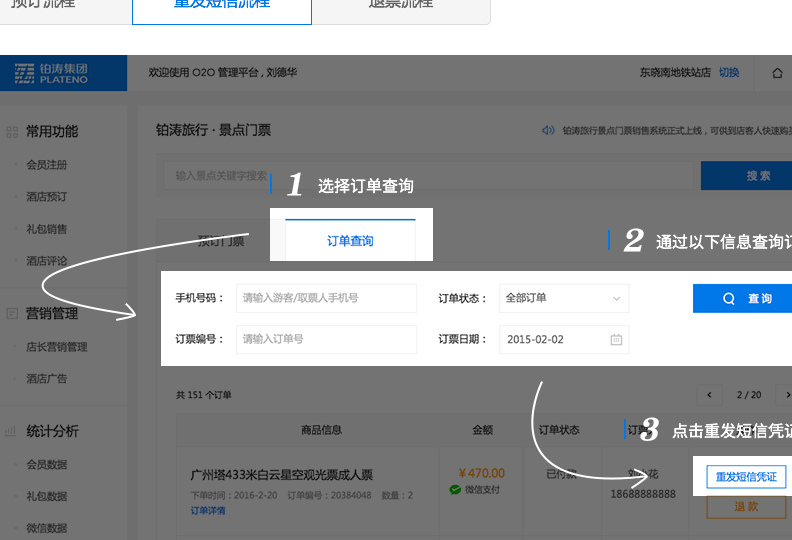 预订流程 重发短信流程 退票流程
铂涛集团
PLATENO
欢迎使用 O2O 管理平台 , 刘德华
东晓南地铁站店 切换
常用功能
会员注册
酒店预订
礼包销售
酒店评论
营销管理
店长营销管理
酒店广告
统计分析
会员数据
礼包数据
微信数据
铂涛旅行 · 景点门票
铂涛旅行景点门票销售系统正式上线，可供到店客人快速购买
输入景点关键字搜索
搜 索
1 选择订单查询
预订门票
订单查询
2 通过以下信息查询订
手机号码：
请输入游客/取票人手机号
订单状态：
全部订单
查 询
订票编号：
请输入订单号
订票日期：
2015-02-02
共 151 个订单
2 / 20
商品信息 金额 订单状态
3 点击重发短信凭证
广州塔433米白云星空观光票成人票
下单时间：2016-2-20 订单编号：20384048 数量：2
订单详情
¥ 470.00
微信支付
已付款
18688888888
重发短信凭证
退 款